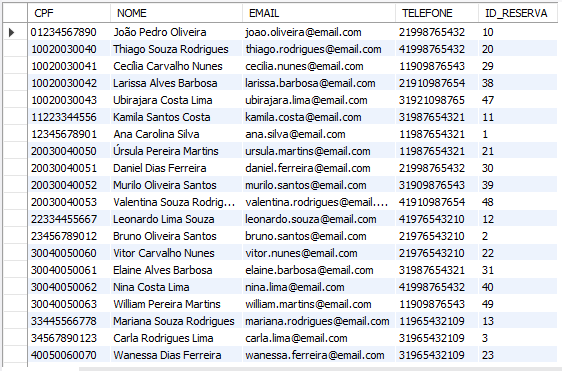 CPF NOME EMAIL TELEFONE ID_RESERVA
01234567890 João Pedro Oliveira joao.oliveira@email.com 21998765432 10
10020030040 Thiago Souza Rodrigues thiago.rodrigues@email.com 41998765432 20
10020030041 Cecília Carvalho Nunes cecilia.nunes@email.com 11909876543 29
10020030042 Larissa Alves Barbosa larissa.barbosa@email.com 21910987654 38
10020030043 Ubirajara Costa Lima ubirajara.lima@email.com 31921098765 47
11223344556 Kamila Santos Costa kamila.costa@email.com 31987654321 11
12345678901 Ana Carolina Silva ana.silva@email.com 11987654321 1
20030040050 Úrsula Pereira Martins ursula.martins@email.com 11987654321 21
20030040051 Daniel Dias Ferreira daniel.ferreira@email.com 21998765432 30
20030040052 Murilo Oliveira Santos murilo.santos@email.com 31909876543 39
20030040053 Valentina Souza Rodrig... valentina.rodrigues@email.... 41910987654 48
22334455667 Leonardo Lima Souza leonardo.souza@email.com 41976543210 12
23456789012 Bruno Oliveira Santos bruno.santos@email.com 21976543210 2
30040050060 Vitor Carvalho Nunes vitor.nunes@email.com 21976543210 22
30040050061 Elaine Alves Barbosa elaine.barbosa@email.com 31987654321 31
30040050062 Nina Costa Lima nina.lima@email.com 41998765432 40
30040050063 William Pereira Martins william.martins@email.com 11909876543 49
33445566778 Mariana Souza Rodrigues mariana.rodrigues@email.com 11965432109 13
34567890123 Carla Rodrigues Lima carla.lima@email.com 31965432109 3
40050060070 Wanessa Dias Ferreira wanessa.ferreira@email.com 31965432109 23